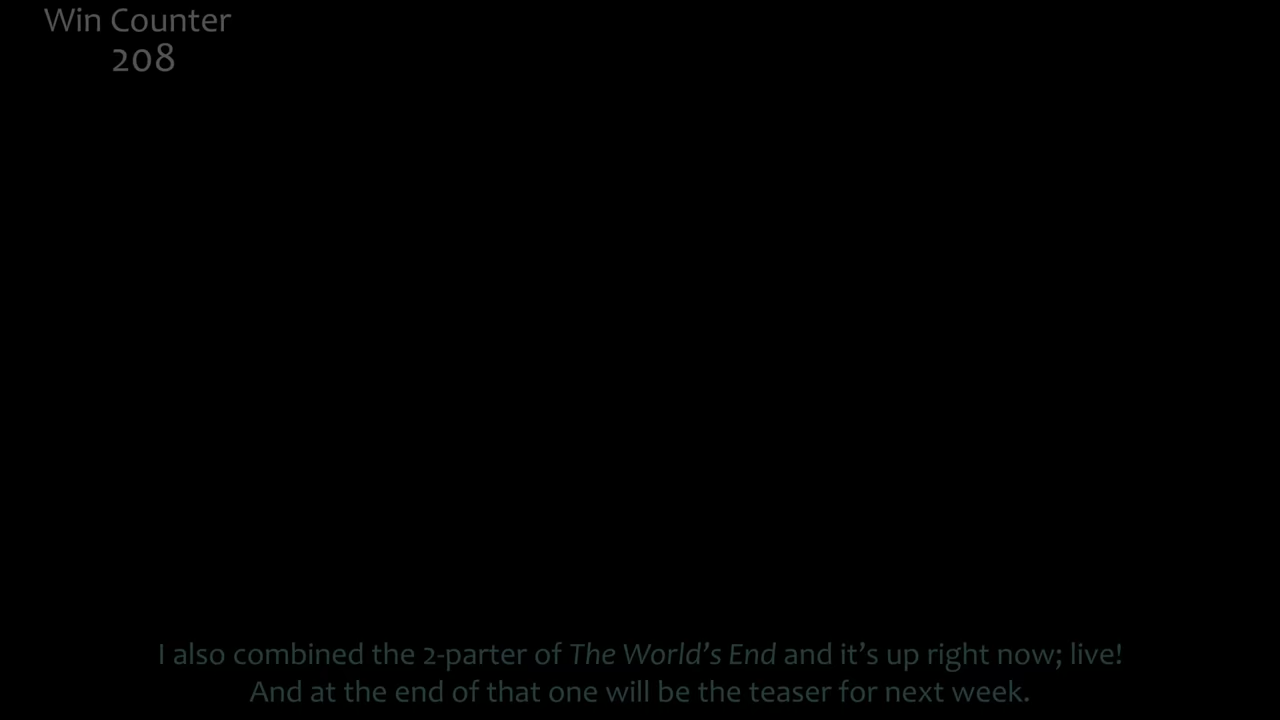 Win Counter
208
I also combined the 2-parter of The World's End and it's up right now; live!
And at the end of that one will be the teaser for next week.